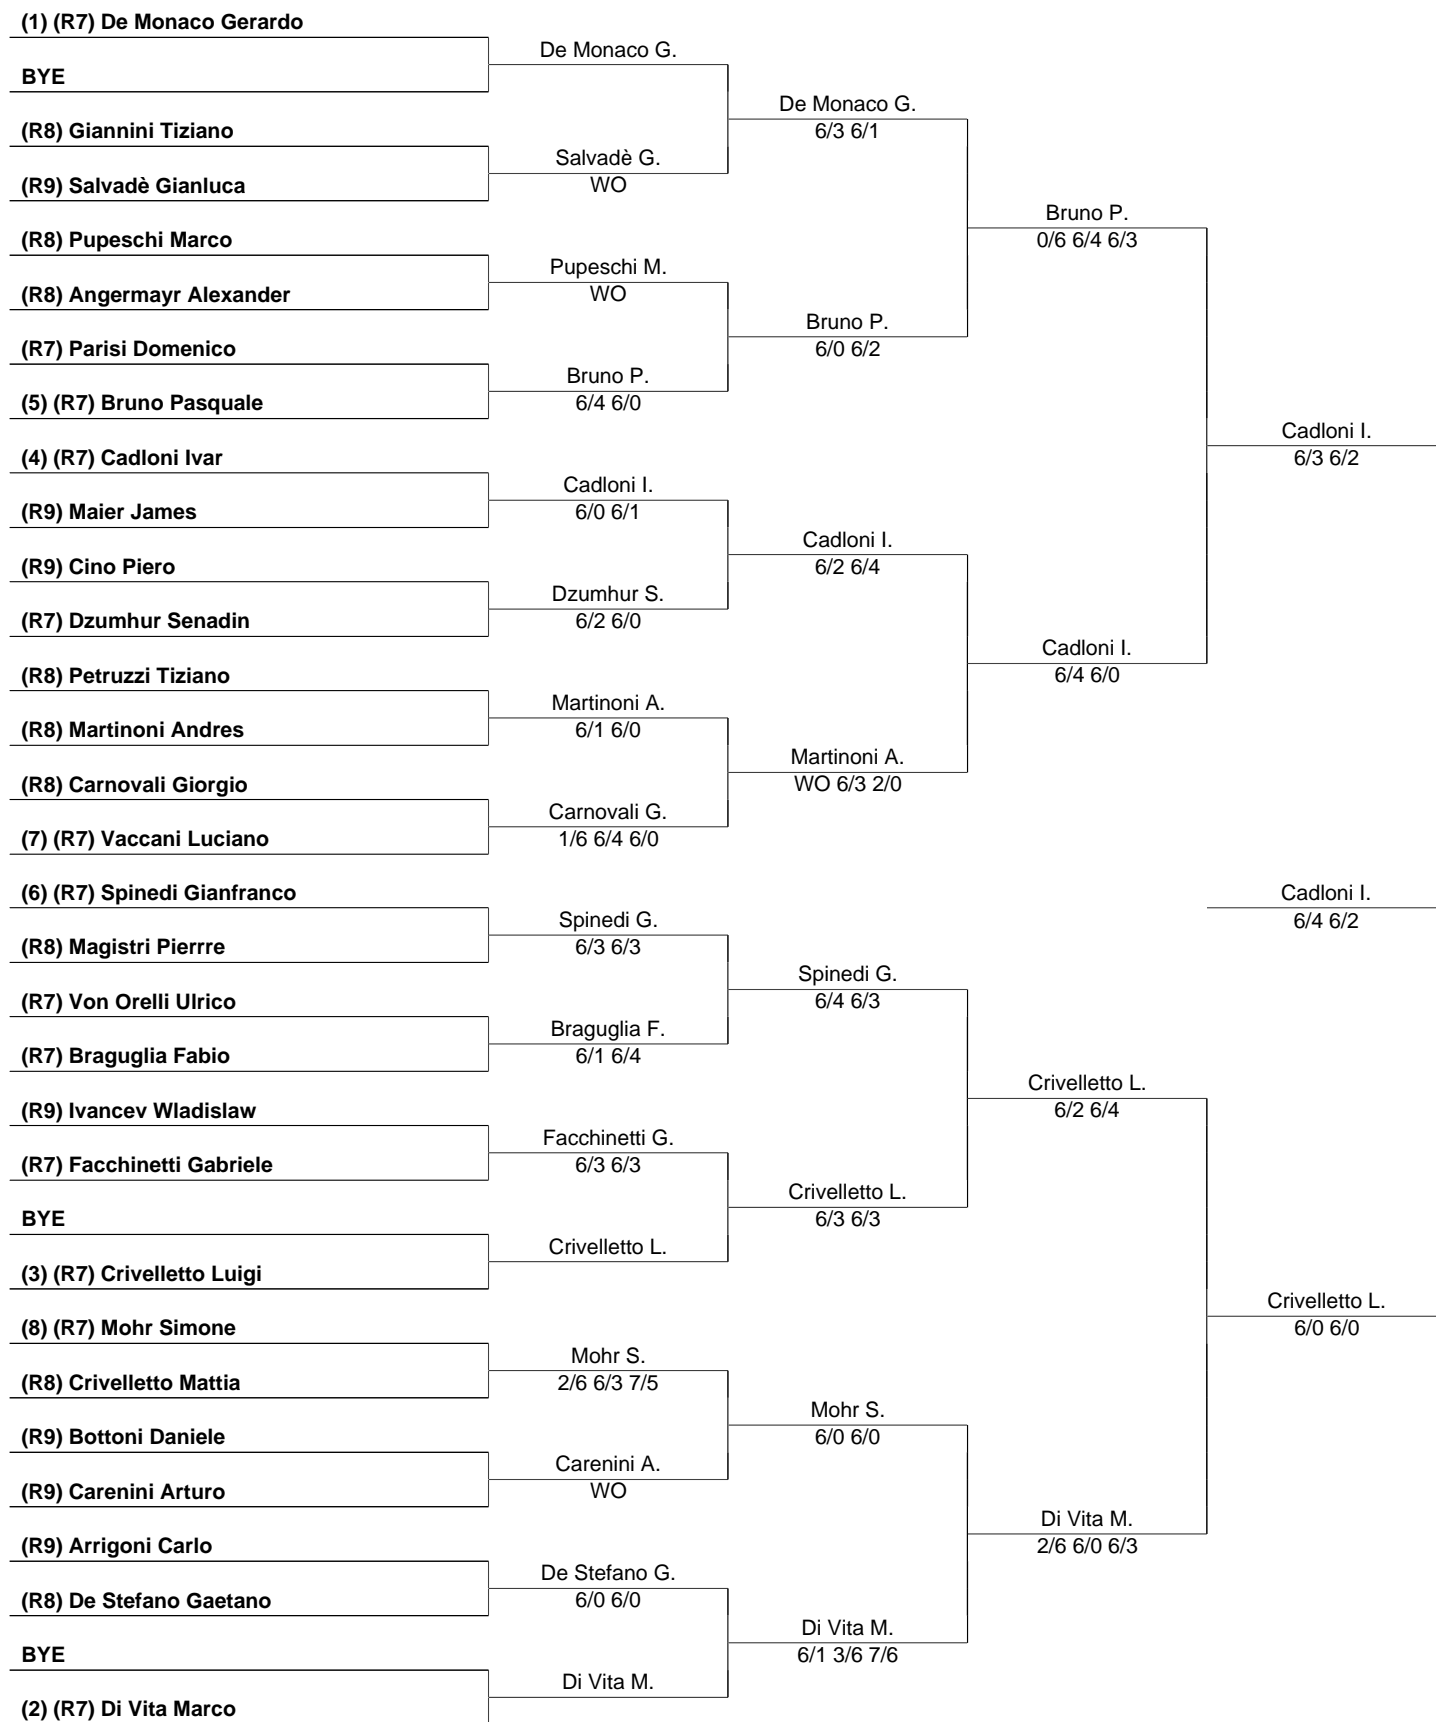 (1) (R7) De Monaco Gerardo
De Monaco G.
BYE
De Monaco G.
6/3 6/1
(R8) Giannini Tiziano
Salvadè G.
WO
(R9) Salvadè Gianluca
Bruno P.
0/6 6/4 6/3
(R8) Pupeschi Marco
Pupeschi M.
WO
(R8) Angermayr Alexander
Bruno P.
6/0 6/2
(R7) Parisi Domenico
Bruno P.
6/4 6/0
(5) (R7) Bruno Pasquale
Cadloni I.
6/3 6/2
(4) (R7) Cadloni Ivar
Cadloni I.
6/0 6/1
(R9) Maier James
Cadloni I.
6/2 6/4
(R9) Cino Piero
Dzumhur S.
6/2 6/0
(R7) Dzumhur Senadin
Cadloni I.
6/4 6/0
(R8) Petruzzi Tiziano
Martinoni A.
6/1 6/0
(R8) Martinoni Andres
Martinoni A.
WO 6/3 2/0
(R8) Carnovali Giorgio
Carnovali G.
1/6 6/4 6/0
(7) (R7) Vaccani Luciano
(6) (R7) Spinedi Gianfranco
Cadloni I.
6/4 6/2
Spinedi G.
6/3 6/3
(R8) Magistri Pierrre
Spinedi G.
6/4 6/3
(R7) Von Orelli Ulrico
Braguglia F.
6/1 6/4
(R7) Braguglia Fabio
Crivelletto L.
6/2 6/4
(R9) Ivancev Wladislaw
Facchinetti G.
6/3 6/3
(R7) Facchinetti Gabriele
Crivelletto L.
6/3 6/3
BYE
Crivelletto L.
(3) (R7) Crivelletto Luigi
Crivelletto L.
6/0 6/0
(8) (R7) Mohr Simone
Mohr S.
2/6 6/3 7/5
(R8) Crivelletto Mattia
Mohr S.
6/0 6/0
(R9) Bottoni Daniele
Carenini A.
WO
(R9) Carenini Arturo
Di Vita M.
2/6 6/0 6/3
(R9) Arrigoni Carlo
De Stefano G.
6/0 6/0
(R8) De Stefano Gaetano
Di Vita M.
6/1 3/6 7/6
BYE
Di Vita M.
(2) (R7) Di Vita Marco